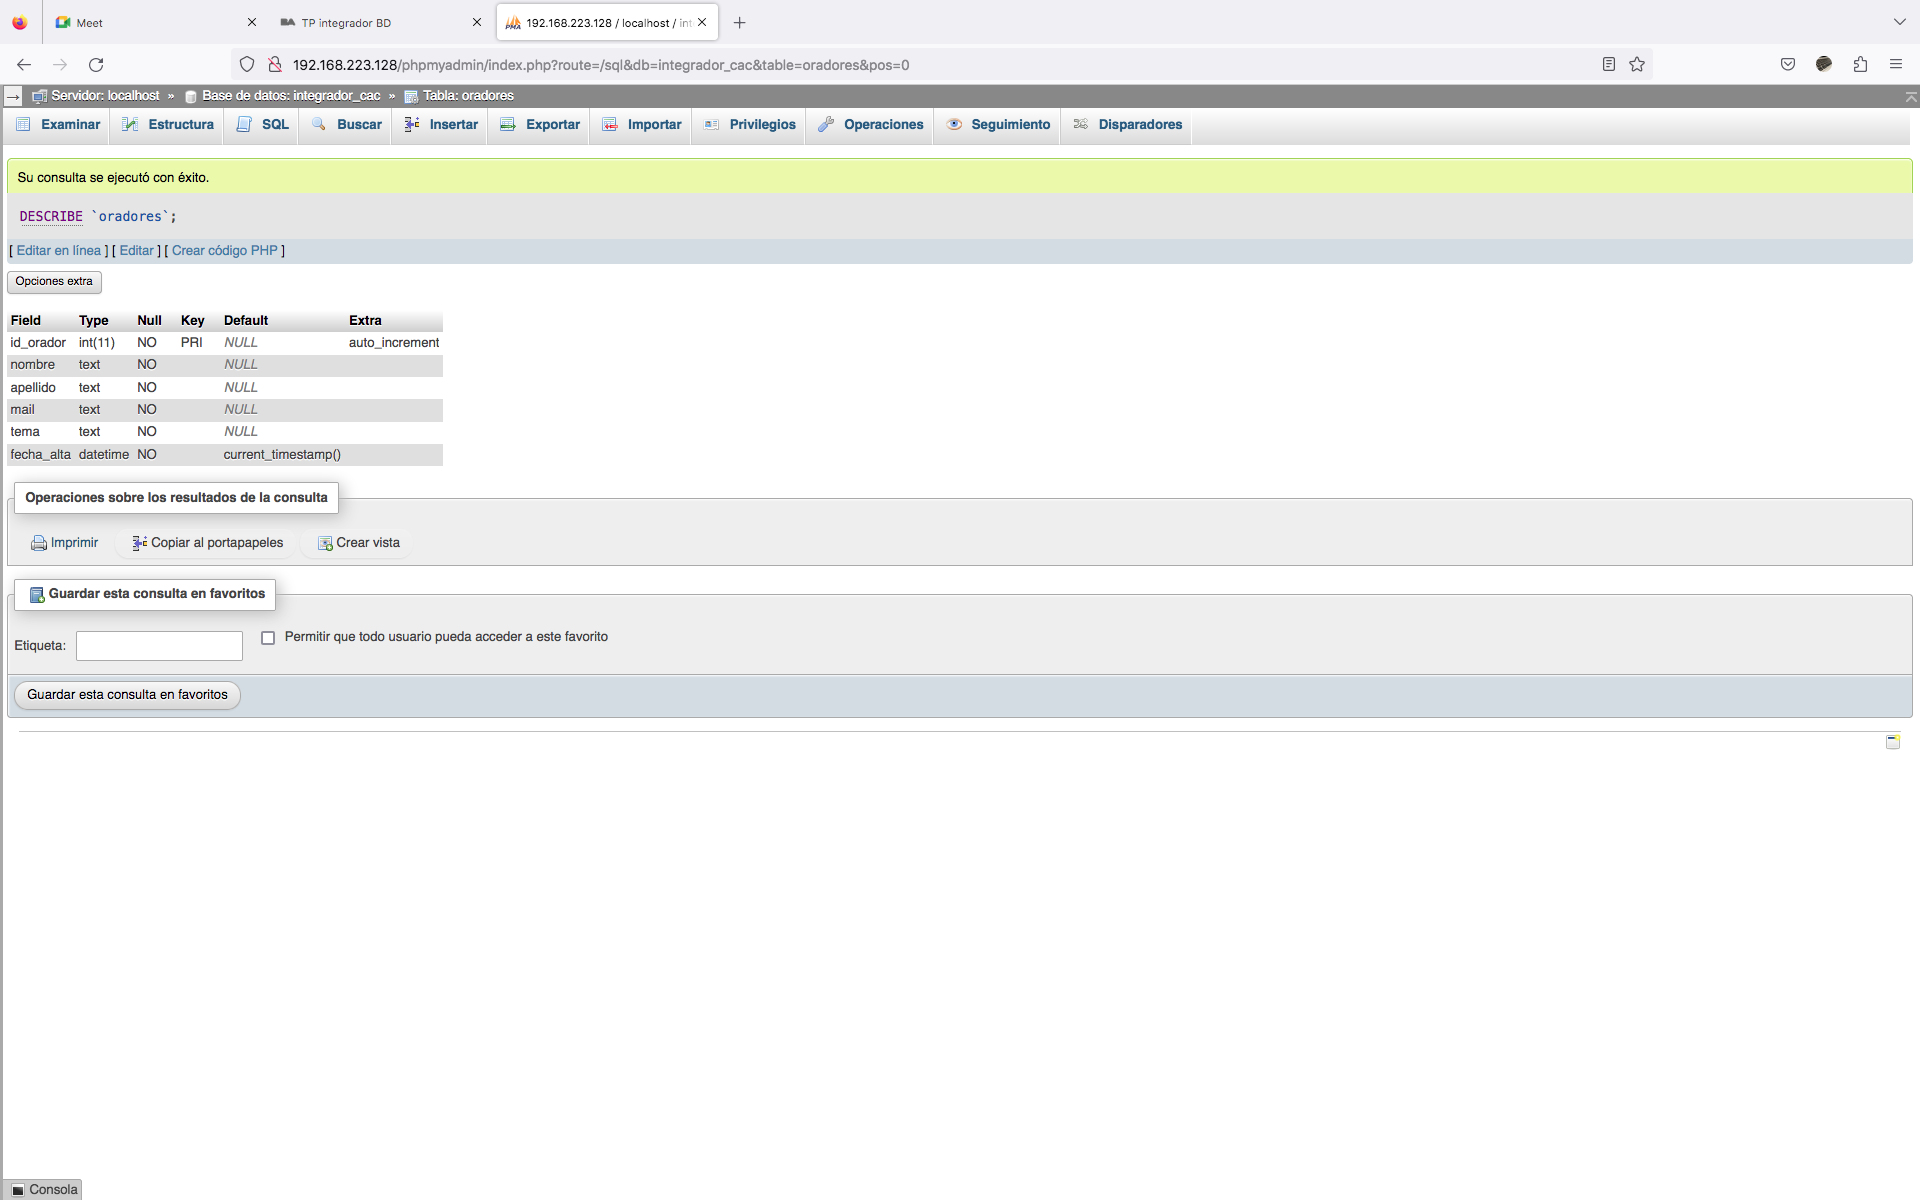 Meet
TP integrador BD
192.168.223.128 / localhost / int
192.168.223.128/phpmyadmin/index.php?route=/sql&db=integrador_cac&table=oradores&pos=0
Servidor: localhost » Base de datos: integrador_cac » Tabla: oradores
Examinar Estructura SQL Buscar Insertar Exportar Importar Privilegios Operaciones Seguimiento Disparadores
Su consulta se ejecutó con éxito.
DESCRIBE `oradores`;
[ Editar en línea ] [ Editar ] [ Crear código PHP ]
Opciones extra
Field Type Null Key Default Extra
id_orador int(11) NO PRI NULL auto_increment
nombre text NO NULL
apellido text NO NULL
mail text NO NULL
tema text NO NULL
fecha_alta datetime NO current_timestamp()
Operaciones sobre los resultados de la consulta
Imprimir Copiar al portapapeles Crear vista
Guardar esta consulta en favoritos
Etiqueta: Permitir que todo usuario pueda acceder a este favorito
Guardar esta consulta en favoritos
Consola